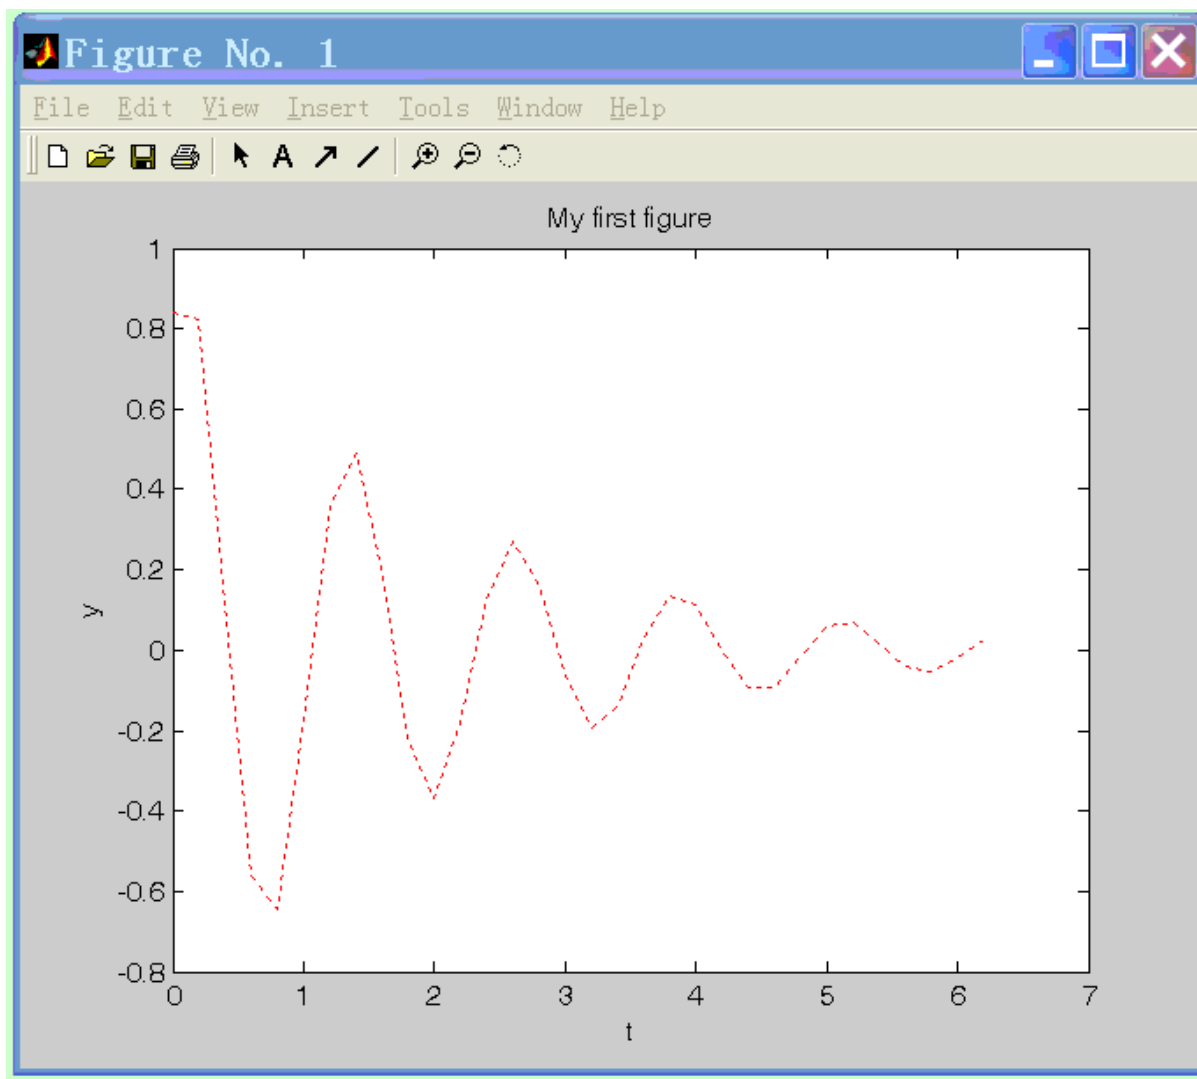 Figure No. 1
File Edit View Insert Tools Window Help
A
My first figure
1
0.8
0.6
0.4
0.2
0
-0.2
-0.4
-0.6
-0.8
y
0 1 2 3 4 5 6 7
t